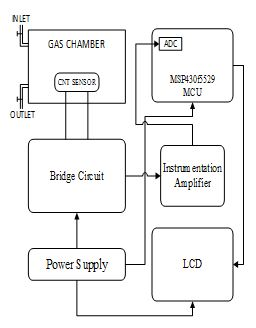 INLET
GAS CHAMBER
CNT SENSOR
OUTLET
ADC
MSP430f5529
MCU
Bridge Circuit
Instrumentation
Amplifier
Power Supply
LCD